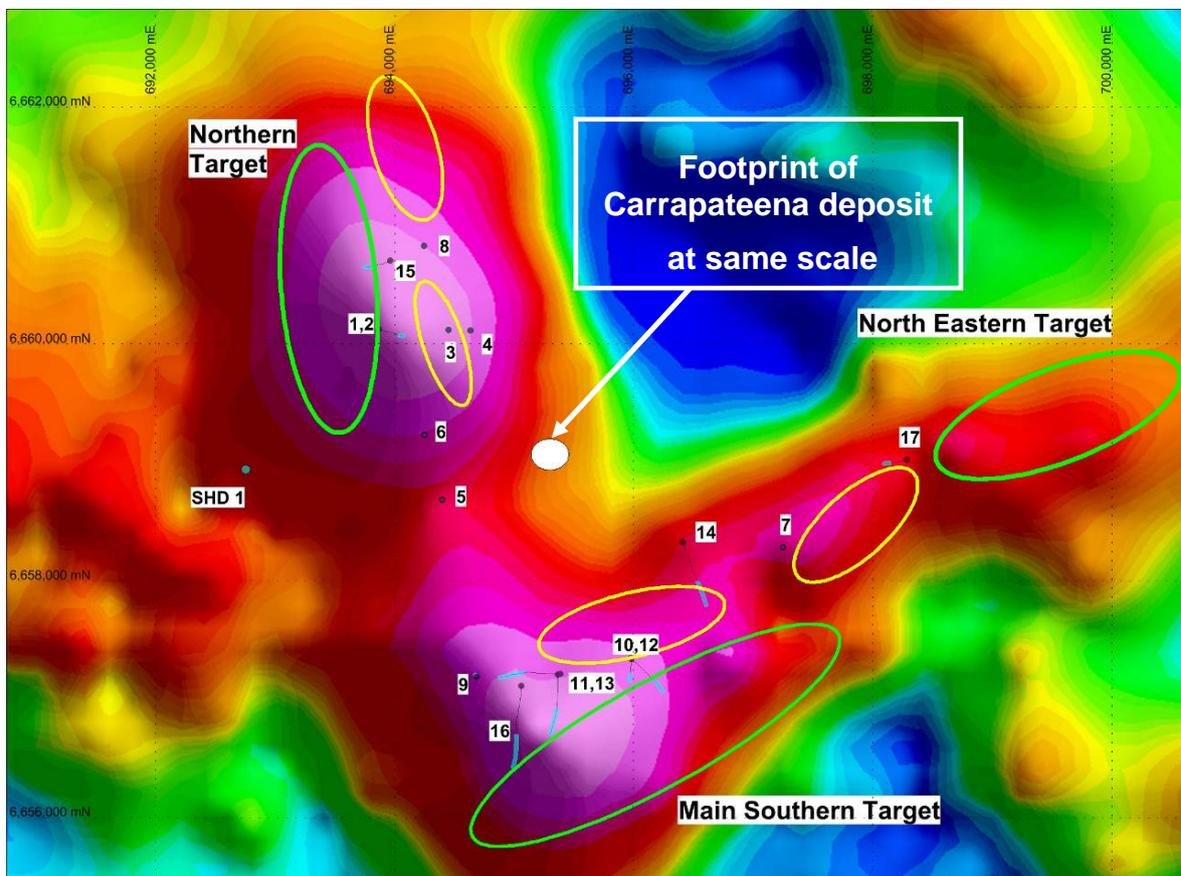 692,000 mE
694,000 mE
696,000 mE
698,000 mE
700,000 mE
6,662,000 mN
Northern
Target
Footprint of
Carrapateena deposit
at same scale
8
15
1,2
3
4
6,660,000 mN
North Eastern Target
6
17
SHD 1
5
14
7
6,658,000 mN
10,12
9
11,13
16
6,656,000 mN
Main Southern Target